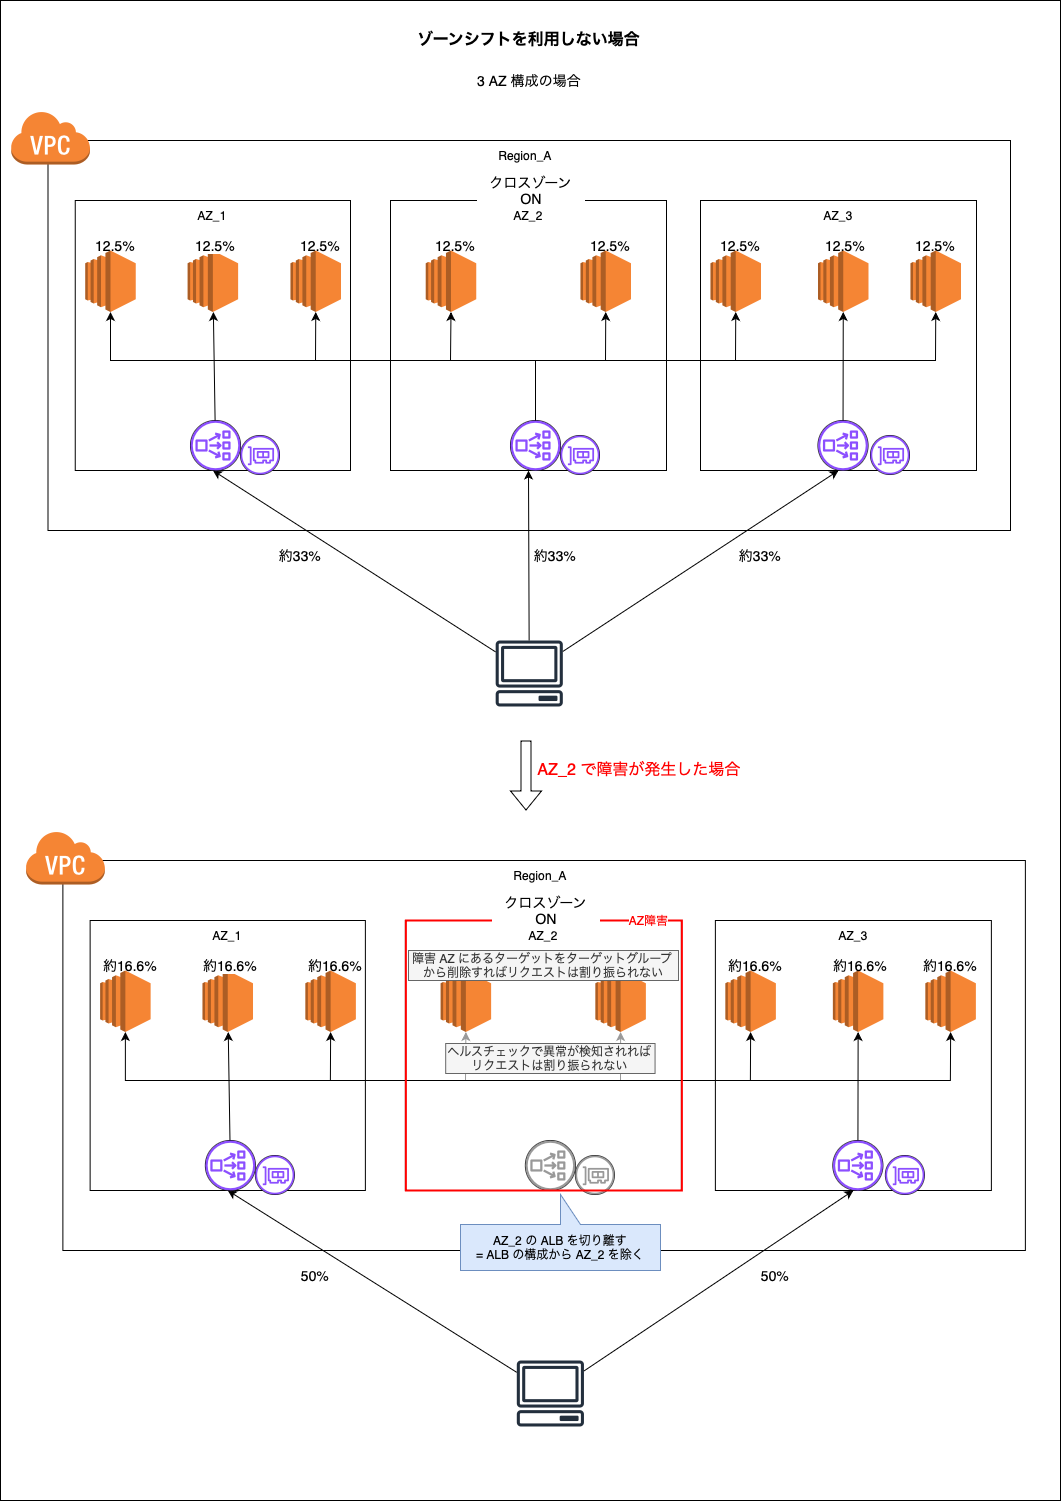 ゾーンシフトを利用しない場合
3 AZ 構成の場合
VPC
Region_A
クロスゾーン
ON
AZ_1
AZ_2
AZ_3
12.5%
12.5%
12.5%
12.5%
12.5%
12.5%
12.5%
12.5%
約33%
約33%
約33%
AZ_2 で障害が発生した場合
VPC
Region_A
クロスゾーン
ON
AZ障害
AZ_1
AZ_2
AZ_3
約16.6%
約16.6%
約16.6%
障害 AZ にあるターゲットをターゲットグループ
から削除すればリクエストは割り振られない
約16.6%
約16.6%
約16.6%
ヘルスチェックで異常が検知されれば
リクエストは割り振られない
AZ_2 の ALB を切り離す
= ALB の構成から AZ_2 を除く
50%
50%